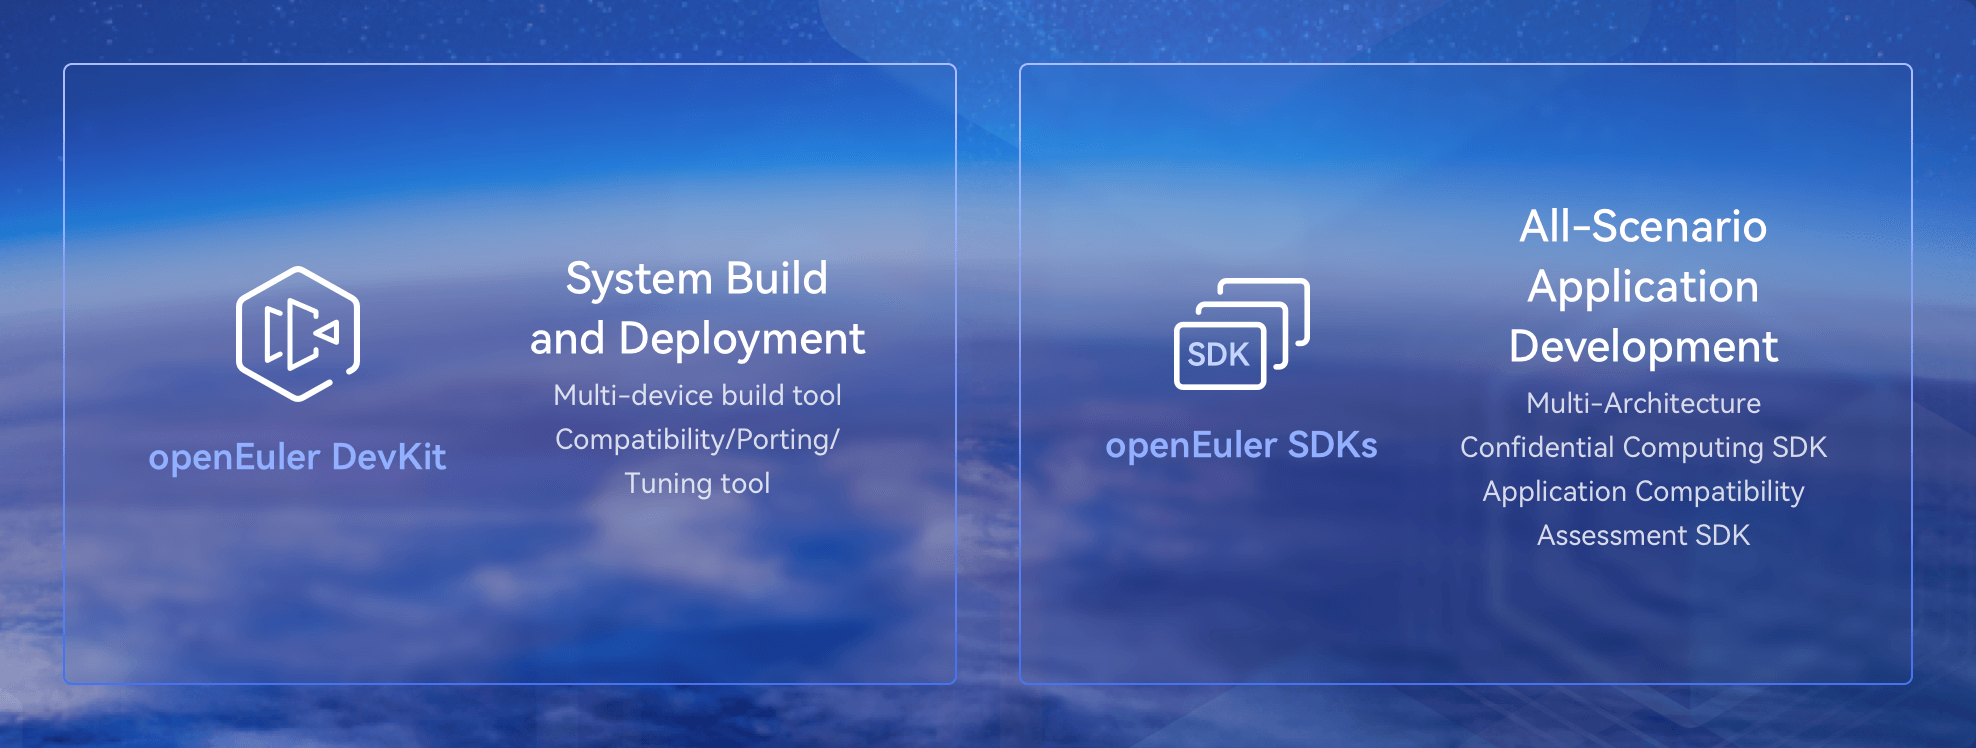 openEuler DevKit
System Build
and Deployment
Multi-device build tool
Compatibility/Porting/
Tuning tool
SDK
openEuler SDKs
All-Scenario
Application
Development
Multi-Architecture
Confidential Computing SDK
Application Compatibility
Assessment SDK